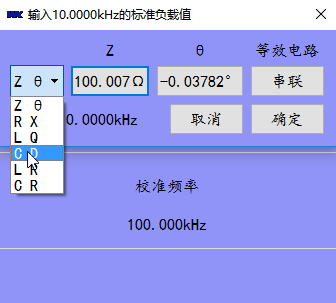 输入10.0000kHz的标准负载值
Z θ 等效电路
Z θ 100.007Ω -0.03782° 串联
Z θ
R X 0.0000kHz 取消 确定
L Q
C D
L R
C R
校准频率
100.000kHz